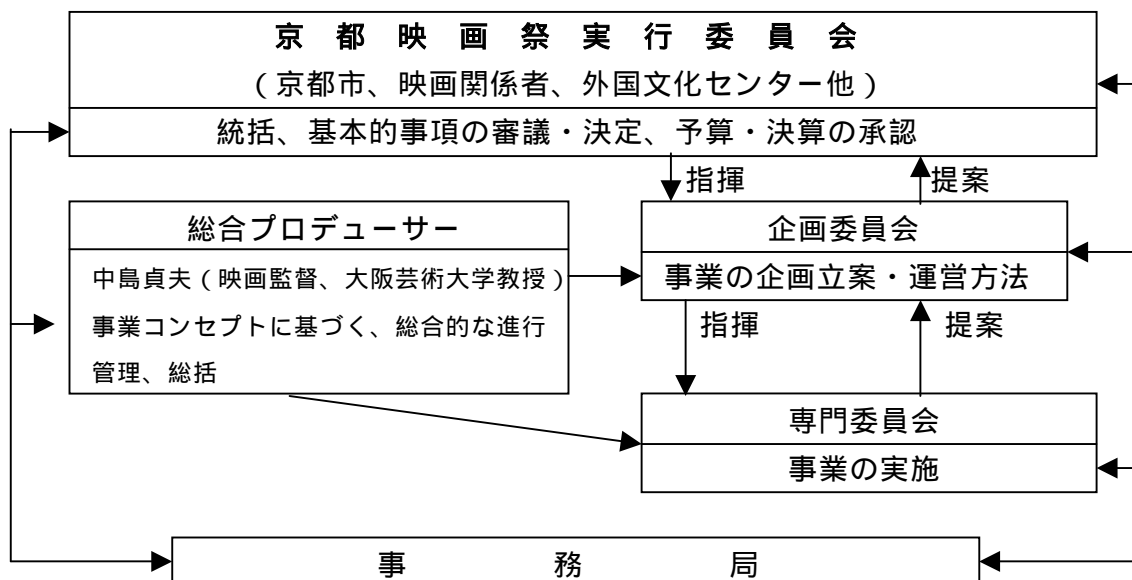 京都映画祭実行委員会
(京都市、映画関係者、外国文化センター他)
統括、基本的事項の審議・決定、予算・決算の承認
指揮 提案
総合プロデューサー
中島貞夫(映画監督、大阪芸術大学教授)
事業コンセプトに基づく、総合的な進行
管理、総括
企画委員会
事業の企画立案・運営方法
指揮 提案
専門委員会
事業の実施
事務局